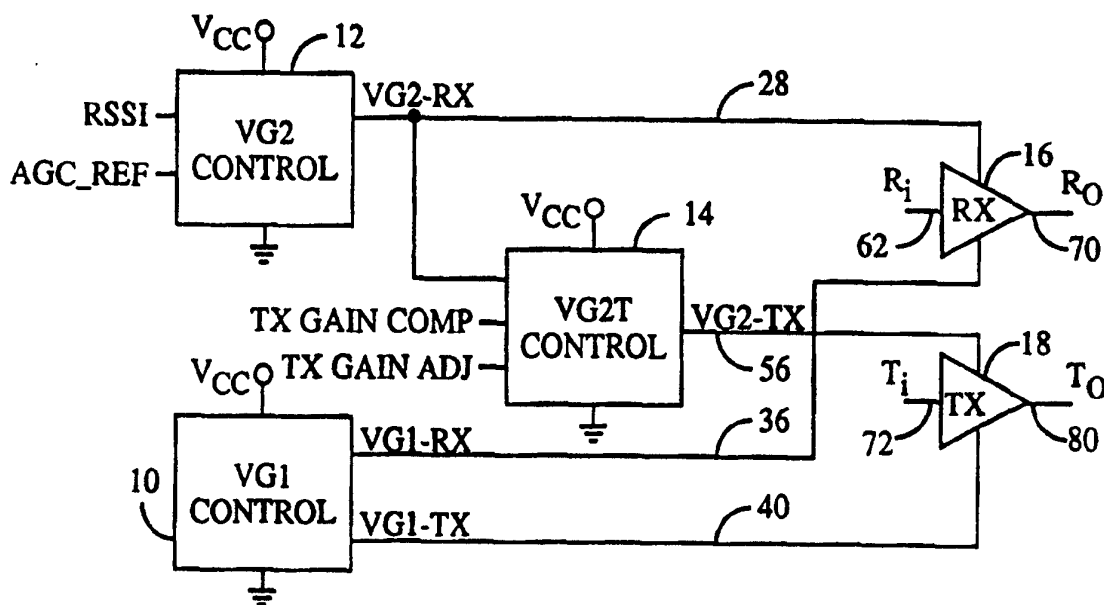 VCC
12
RSSI
AGC_REF
VG2
CONTROL
VG2-RX
28
16
Ri
RX
RO
62
70
VCC
14
TX GAIN COMP
TX GAIN ADJ
VG2T
CONTROL
VG2-TX
56
18
Ti
TX
TO
72
80
VCC
10
VG1
CONTROL
VG1-RX
36
VG1-TX
40